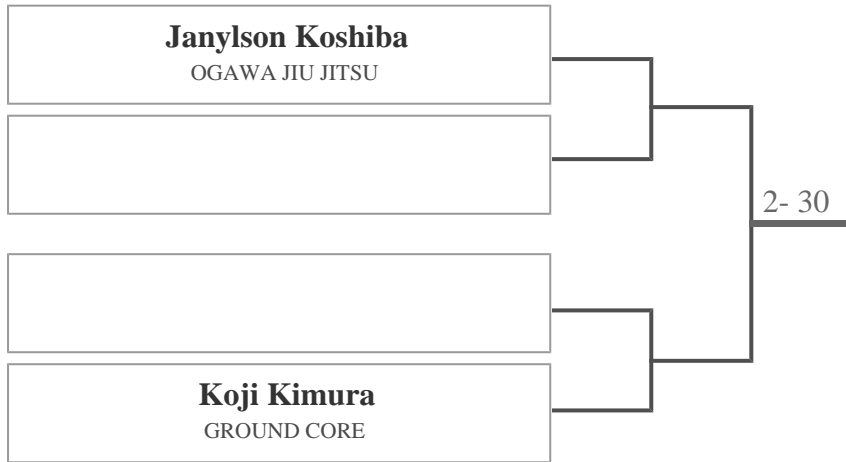 Janylson Koshiba
OGAWA JIU JITSU
2- 30
Koji Kimura
GROUND CORE